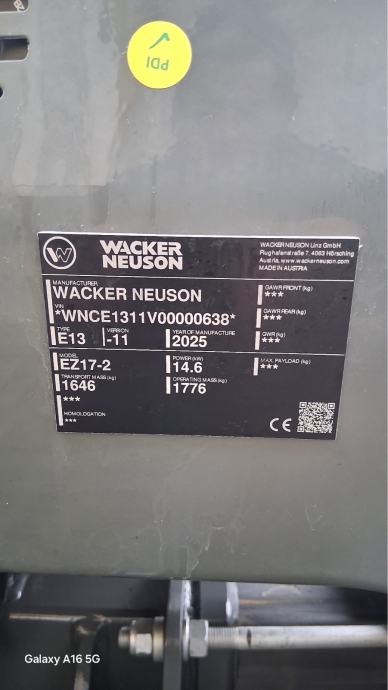 PDI
WACKER
NEUSON
WACKER NEUSON Linz GmbH
Flughafenstraße 7, 4063 Hörsching
Austria, www.wackerneuson.com
MADE IN AUSTRIA
MANUFACTURER
WACKER NEUSON
VIN
*WNCE1311V00000638*
TYPE
E13
VERSION
-11
YEAR OF MANUFACTURE
2025
MODEL
EZ17-2
POWER (kW)
14.6
TRANSPORT MASS (kg)
1646
OPERATING MASS (kg)
1776
***
HOMOLOGATION
***
GAWR FRONT (kg)
***
GAWR REAR (kg)
***
GWR (kg)
***
MAX. PAYLOAD (kg)
***
CE
Galaxy A16 5G